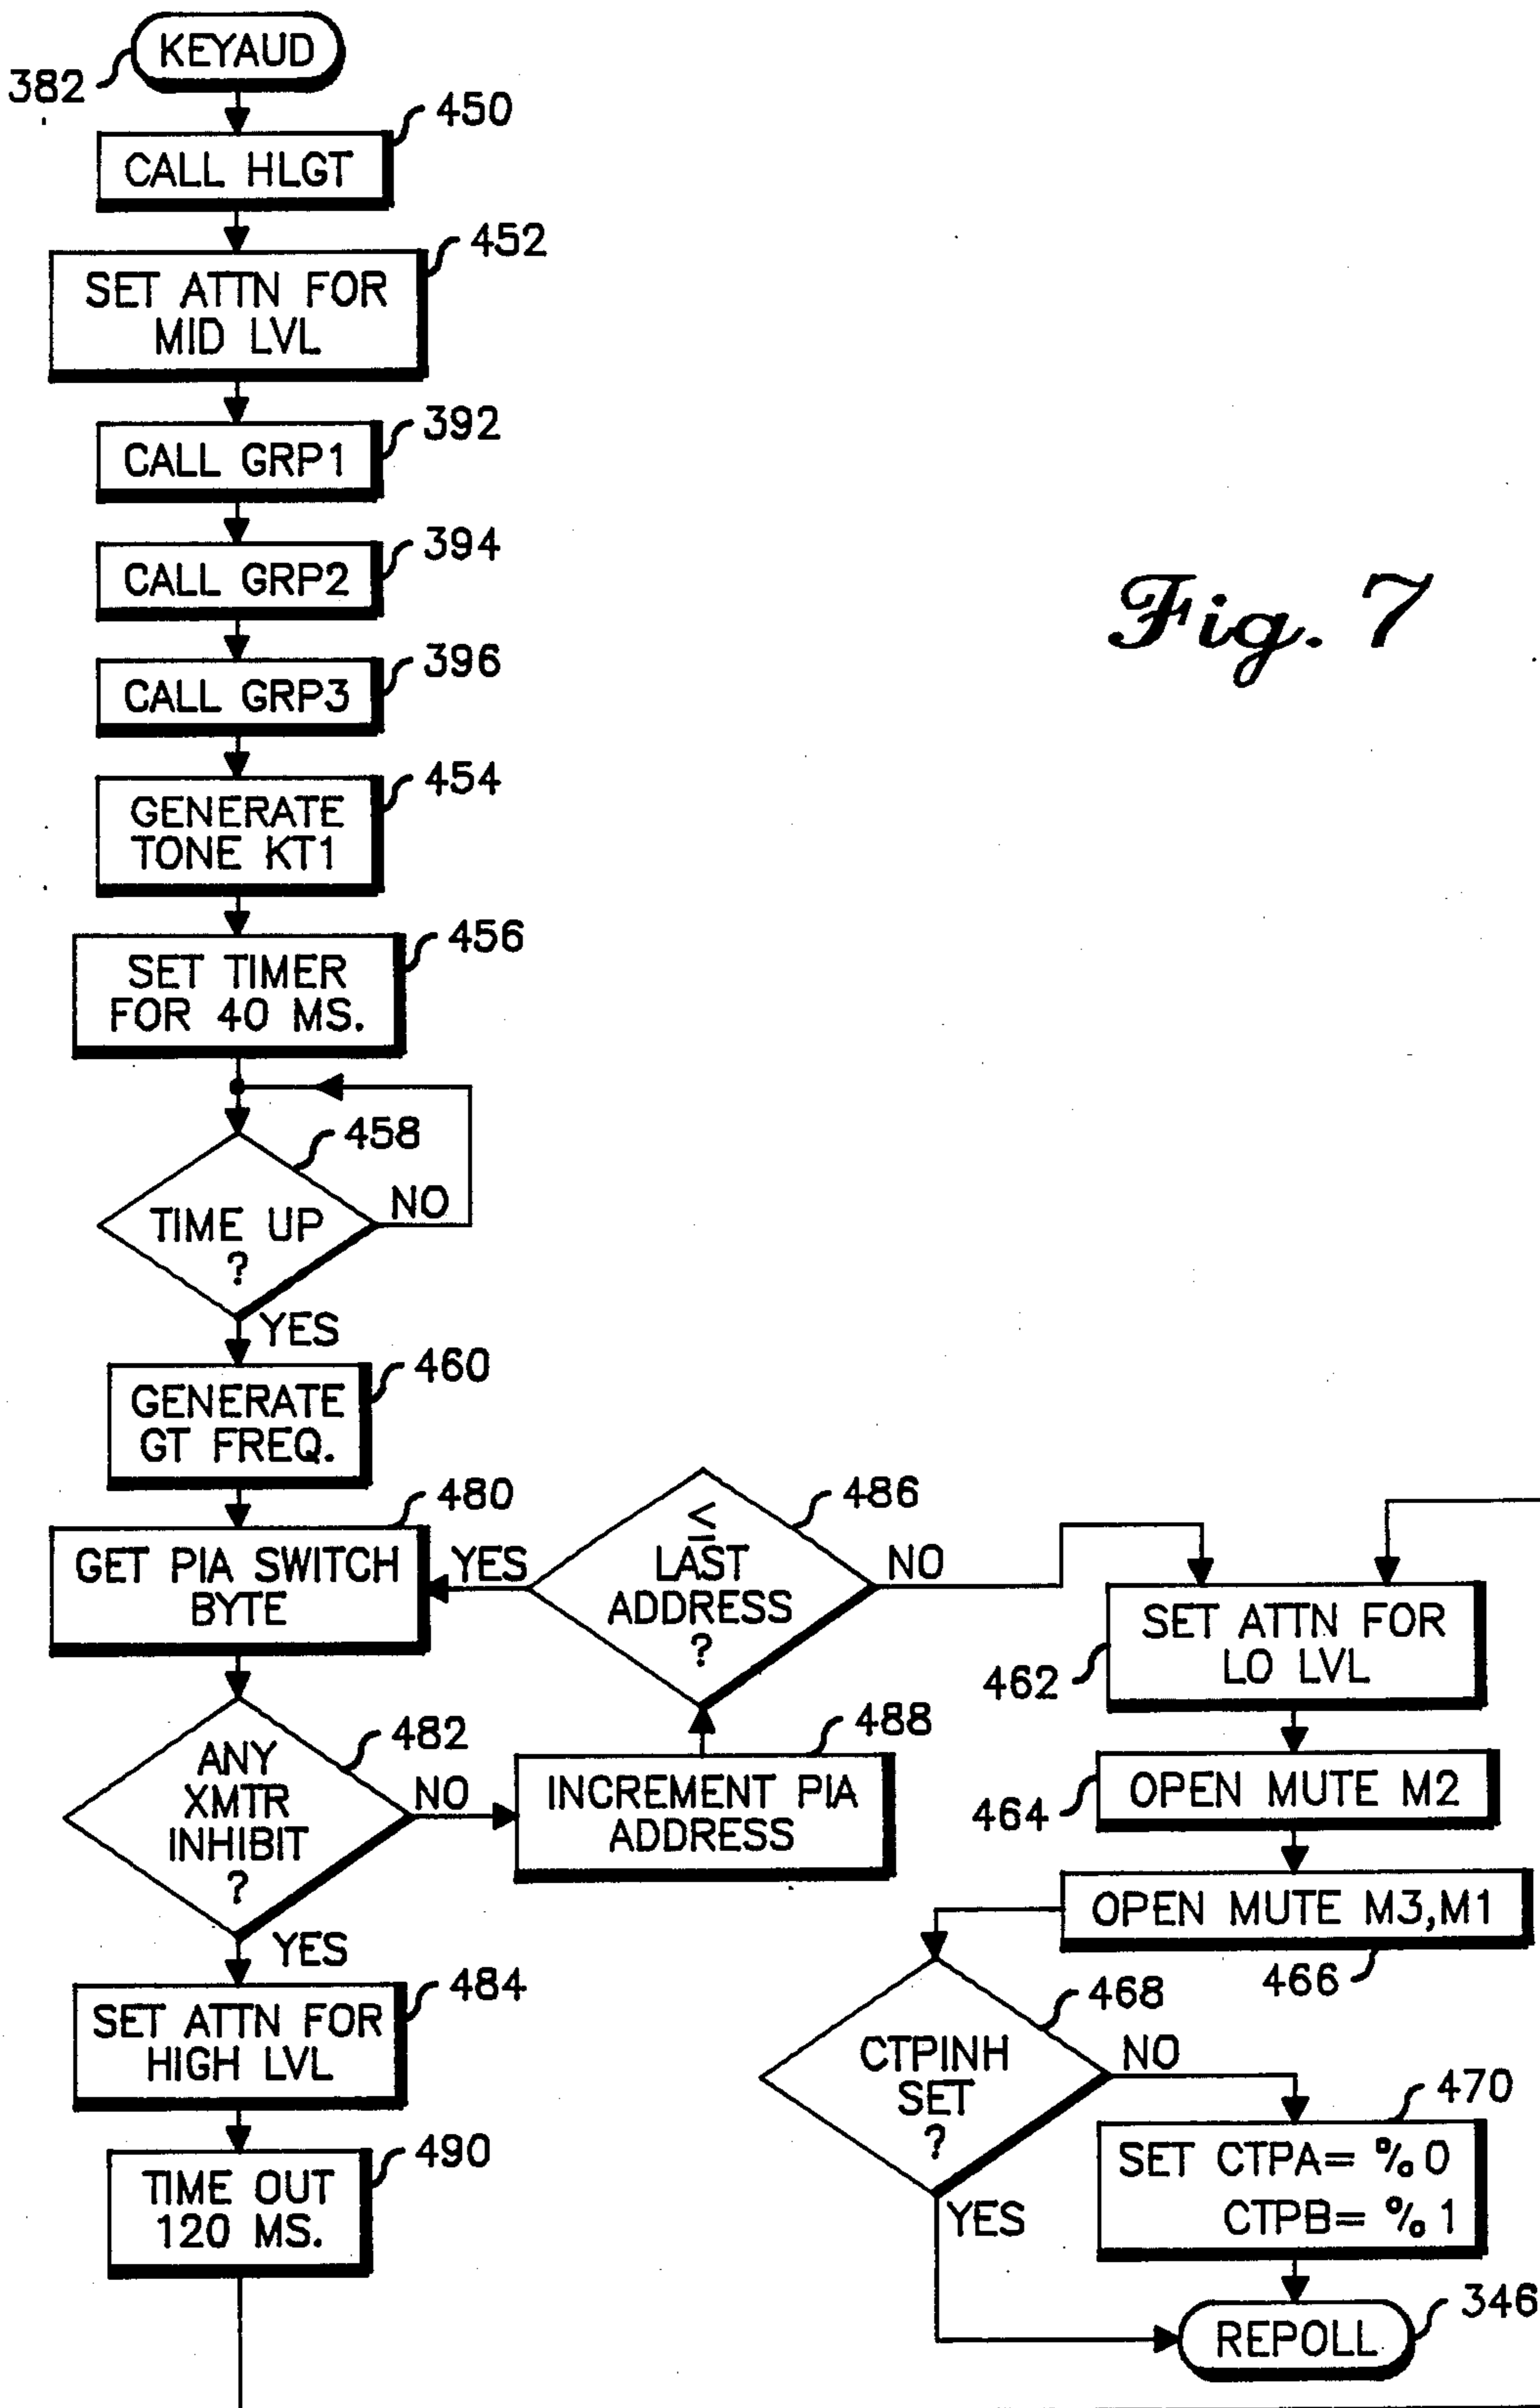 KEYAUD
382
450
CALL HLGT
452
SET ATTN FOR
MID LVL
392
CALL GRP1
394
CALL GRP2
396
CALL GRP3
454
GENERATE
TONE KT1
456
SET TIMER
FOR 40 MS.
458
TIME UP
?
NO
YES
460
GENERATE
GT FREQ.
480
GET PIA SWITCH
BYTE
482
ANY
XMTR
INHIBIT
?
NO
YES
484
SET ATTN FOR
HIGH LVL
490
TIME OUT
120 MS.
488
INCREMENT PIA
ADDRESS
486
≤
LAST
ADDRESS
?
YES
NO
SET ATTN FOR
LO LVL
462
OPEN MUTE M2
464
OPEN MUTE M3,M1
466
468
CTPINH
SET
?
NO
YES
470
SET CTPA= %0
CTPB= %1
346
REPOLL
Fig. 7